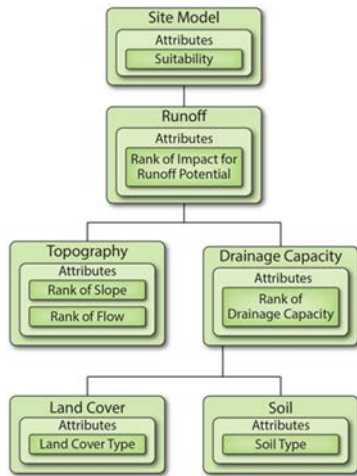 Site Model
Attributes
Suitability
Runoff
Attributes
Rank of Impact for
Runoff Potential
Topography
Attributes
Rank of Slope
Rank of Flow
Drainage Capacity
Attributes
Rank of
Drainage Capacity
Land Cover
Attributes
Land Cover Type
Soil
Attributes
Soil Type